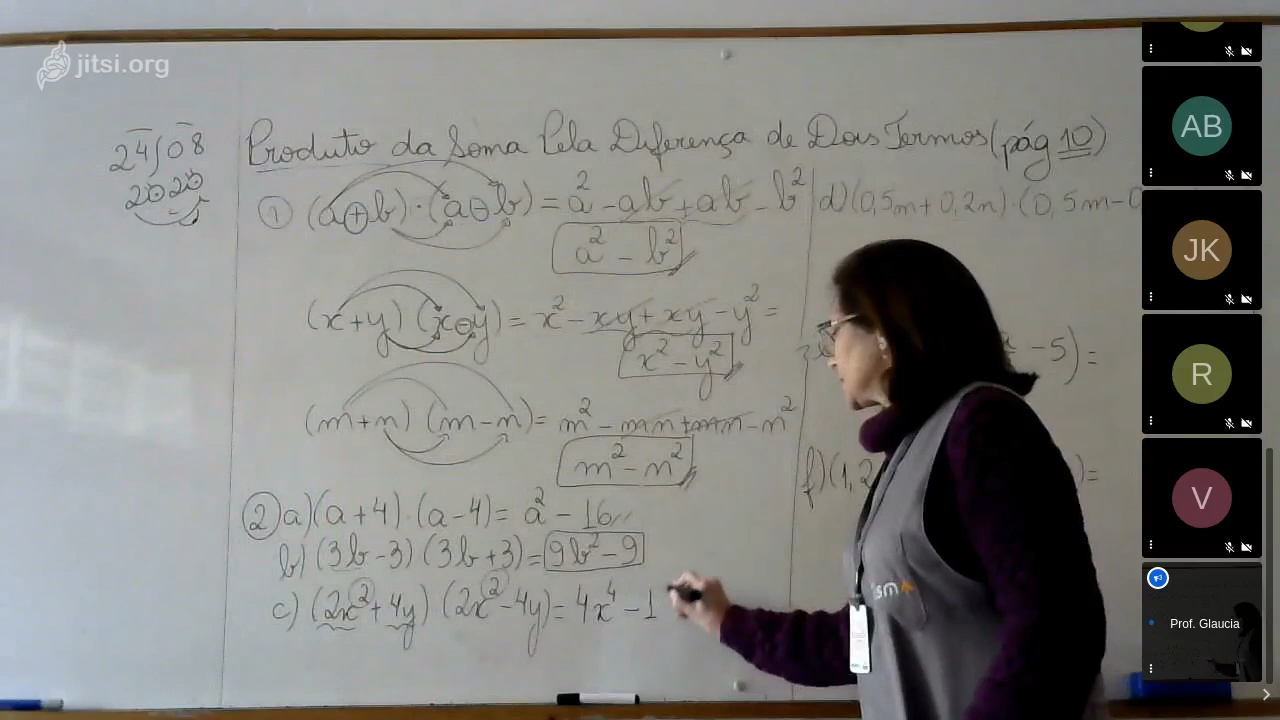 jitsi.org
24/08
2020
Produto da Soma Pela Diferença de Dois Termos (pág 10)
① (a+b)·(a-b) = a² - ab + ab - b²
a² - b²
(x+y) (x-y) = x² - xy + xy - y² =
x² - y²
(m+n) (m-n) = m² - mn + mn - n²
m² - n²
② a) (a+4)·(a-4) = a² - 16
b) (3b-3) (3b+3) = 9b² - 9
c) (2x²+4y) (2x²-4y) = 4x⁴ - 1
d) (0,5m+0,2n)·(0,5m-0
-5) =
f) (1,2
) =
sm
AB
JK
R
V
Prof. Glaucia